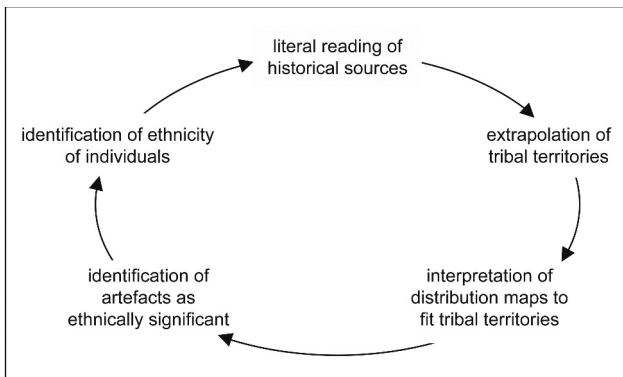 literal reading of
historical sources
extrapolation of
tribal territories
interpretation of
distribution maps to
fit tribal territories
identification of
artefacts as
ethnically significant
identification of ethnicity
of individuals